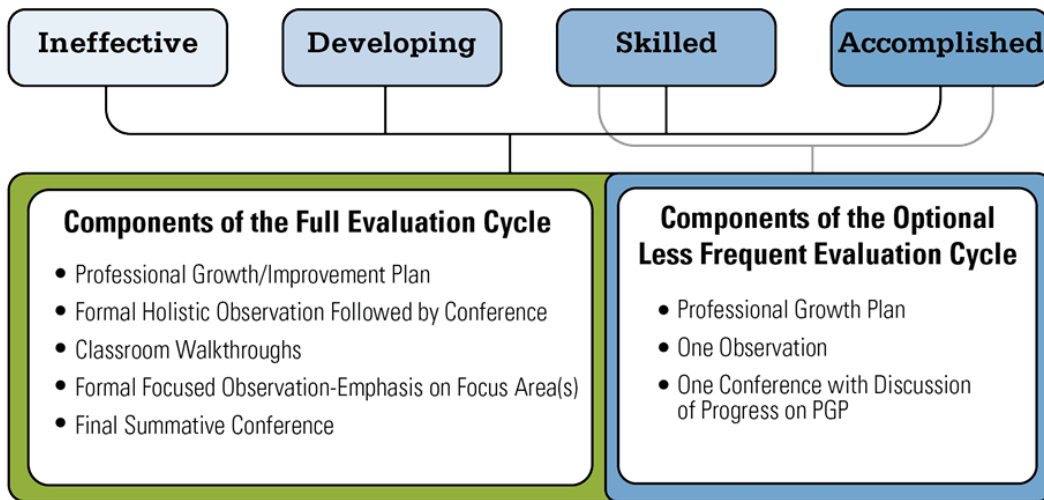 Ineffective
Developing
Skilled
Accomplished
Components of the Full Evaluation Cycle
• Professional Growth/Improvement Plan
• Formal Holistic Observation Followed by Conference
• Classroom Walkthroughs
• Formal Focused Observation-Emphasis on Focus Area(s)
• Final Summative Conference
Components of the Optional
Less Frequent Evaluation Cycle
• Professional Growth Plan
• One Observation
• One Conference with Discussion
of Progress on PGP